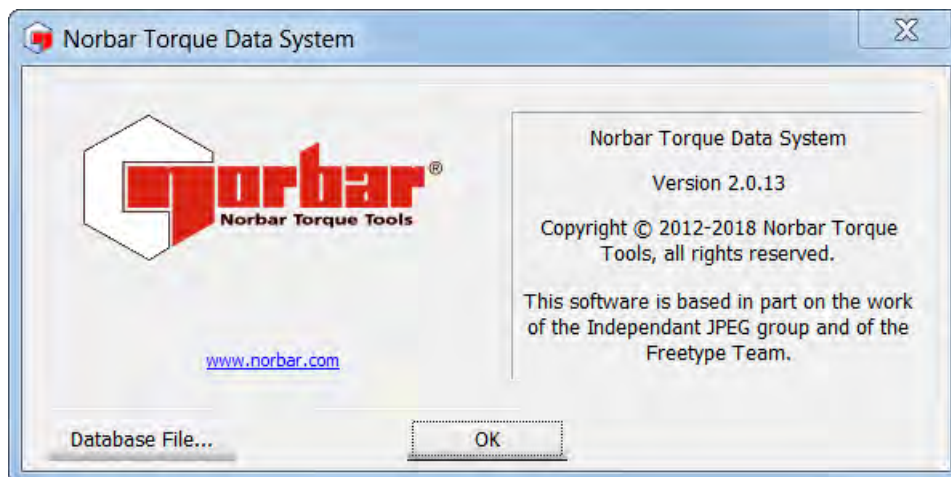 Norbar Torque Data System
norbar®
Norbar Torque Tools
www.norbar.com
Norbar Torque Data System
Version 2.0.13
Copyright © 2012-2018 Norbar Torque
Tools, all rights reserved.
This software is based in part on the work
of the Independant JPEG group and of the
Freetype Team.
Database File...
OK